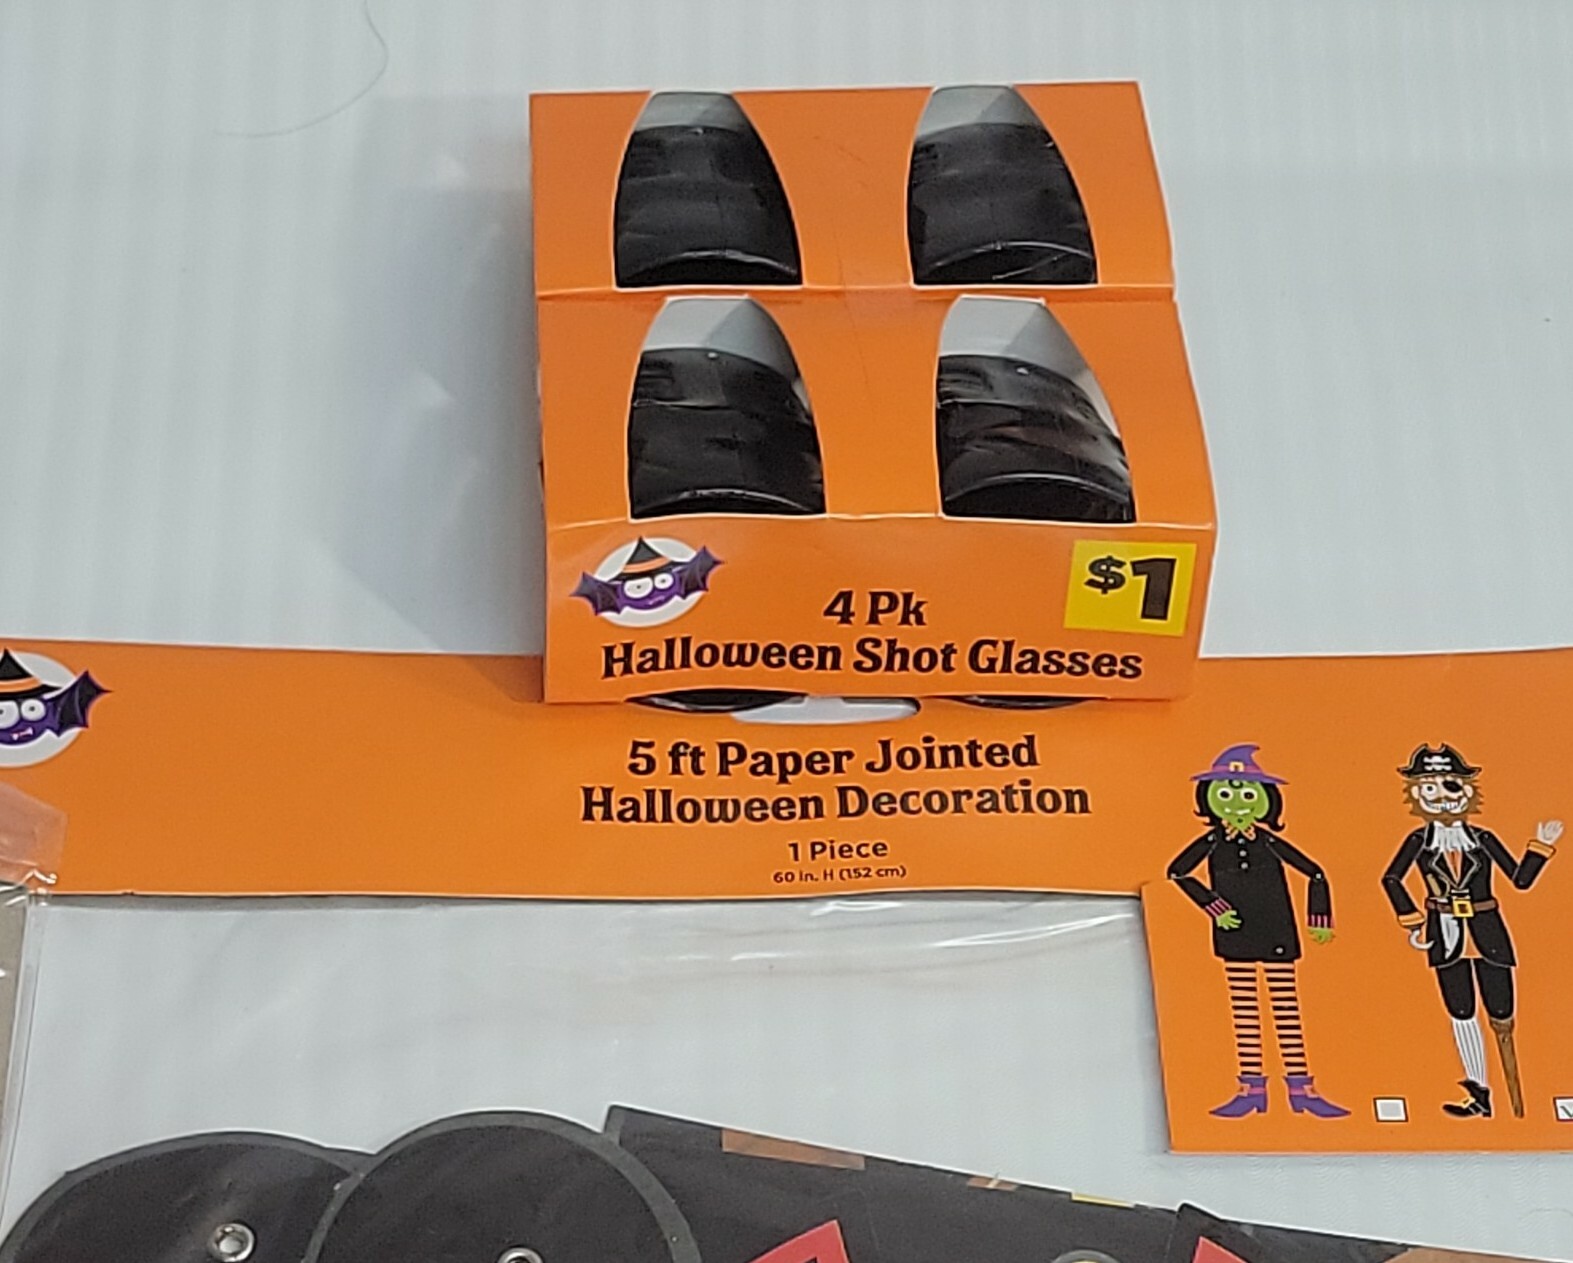 $1
4 Pk
Halloween Shot Glasses
5 ft Paper Jointed
Halloween Decoration
1 Piece
60 in. H (152 cm)